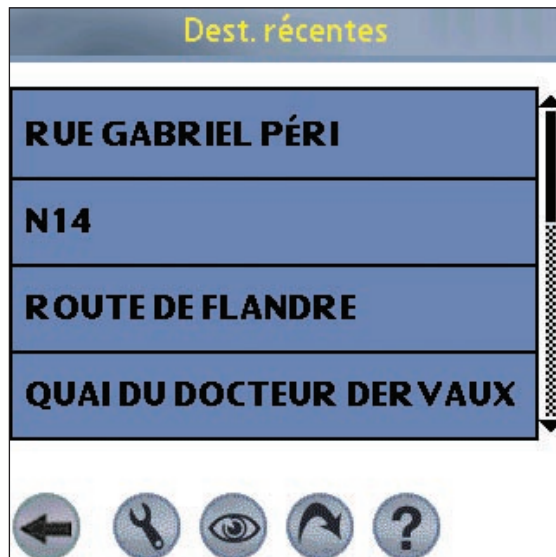 Dest. récentes
RUE GABRIEL PÉRI
N14
ROUTE DE FLANDRE
QUAI DU DOCTEUR DERVAUX
?